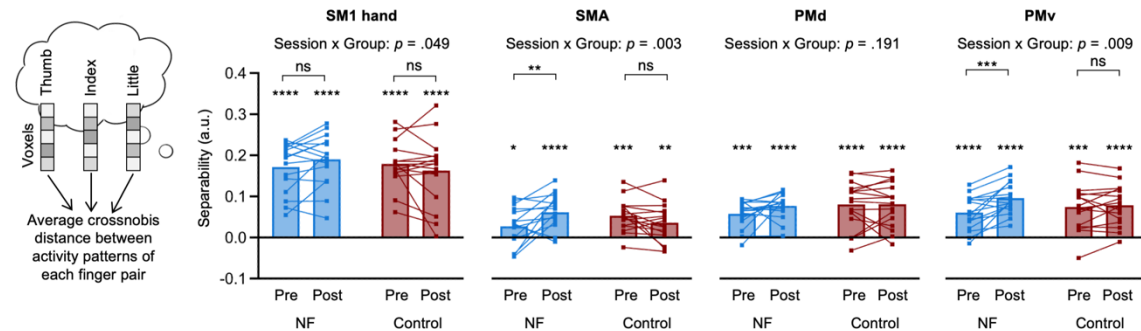 SM1 hand
SMA
PMd
PMv
Session x Group: p = .049
Session x Group: p = .003
Session x Group: p = .191
Session x Group: p = .009
Thumb
Index
Little
Voxels
Average crossnobis
distance between
activity patterns of
each finger pair
Separability (a.u.)
0.4
0.3
0.2
0.1
0.0
-0.1
ns
ns
**** **** **** ****
** ns
* **** *** **
*** **** **** ****
*** ns
**** **** *** ****
Pre Post Pre Post
NF Control
Pre Post Pre Post
NF Control
Pre Post Pre Post
NF Control
Pre Post Pre Post
NF Control